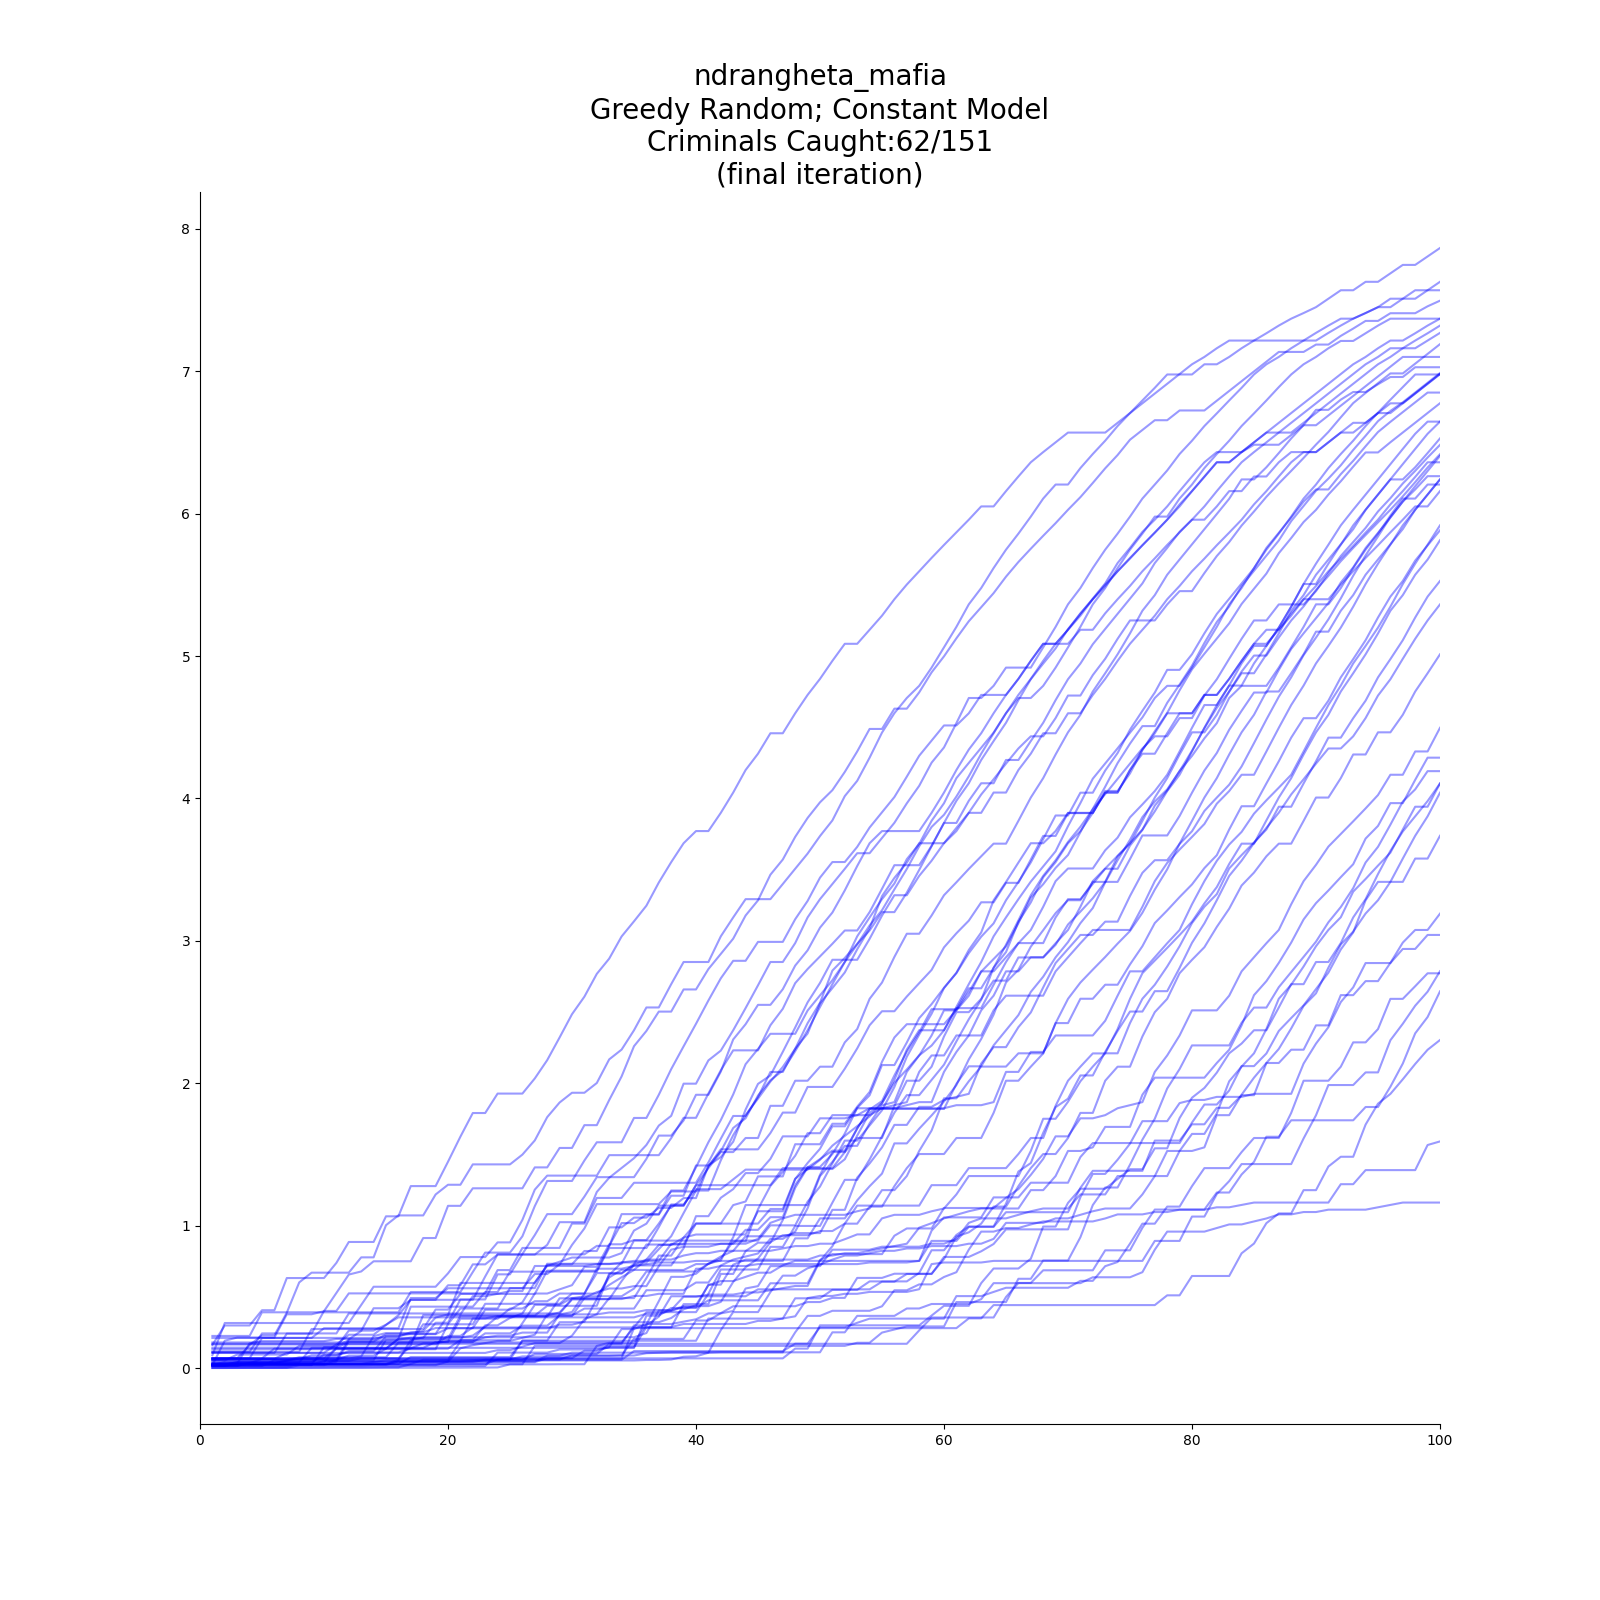 ndrangheta_mafia
Greedy Random; Constant Model
Criminals Caught:62/151
(final iteration)
8
7
6
5
4
3
2
1
0
0 20 40 60 80 100